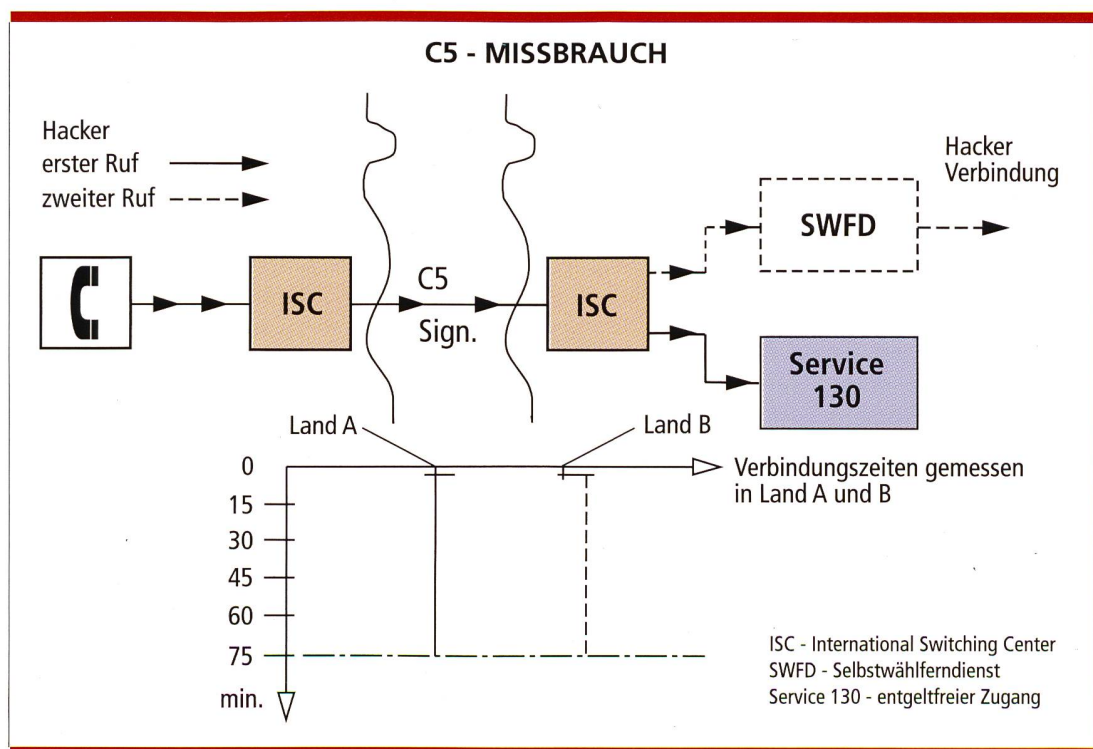 C5 - MISSBRAUCH
Hacker
erster Ruf
zweiter Ruf
Hacker
Verbindung
SWFD
ISC
C5
Sign.
ISC
Service
130
Land A
Land B
0
15
30
45
60
75
min.
Verbindungszeiten gemessen
in Land A und B
ISC - International Switching Center
SWFD - Selbstwählferndienst
Service 130 - entgeltfreier Zugang